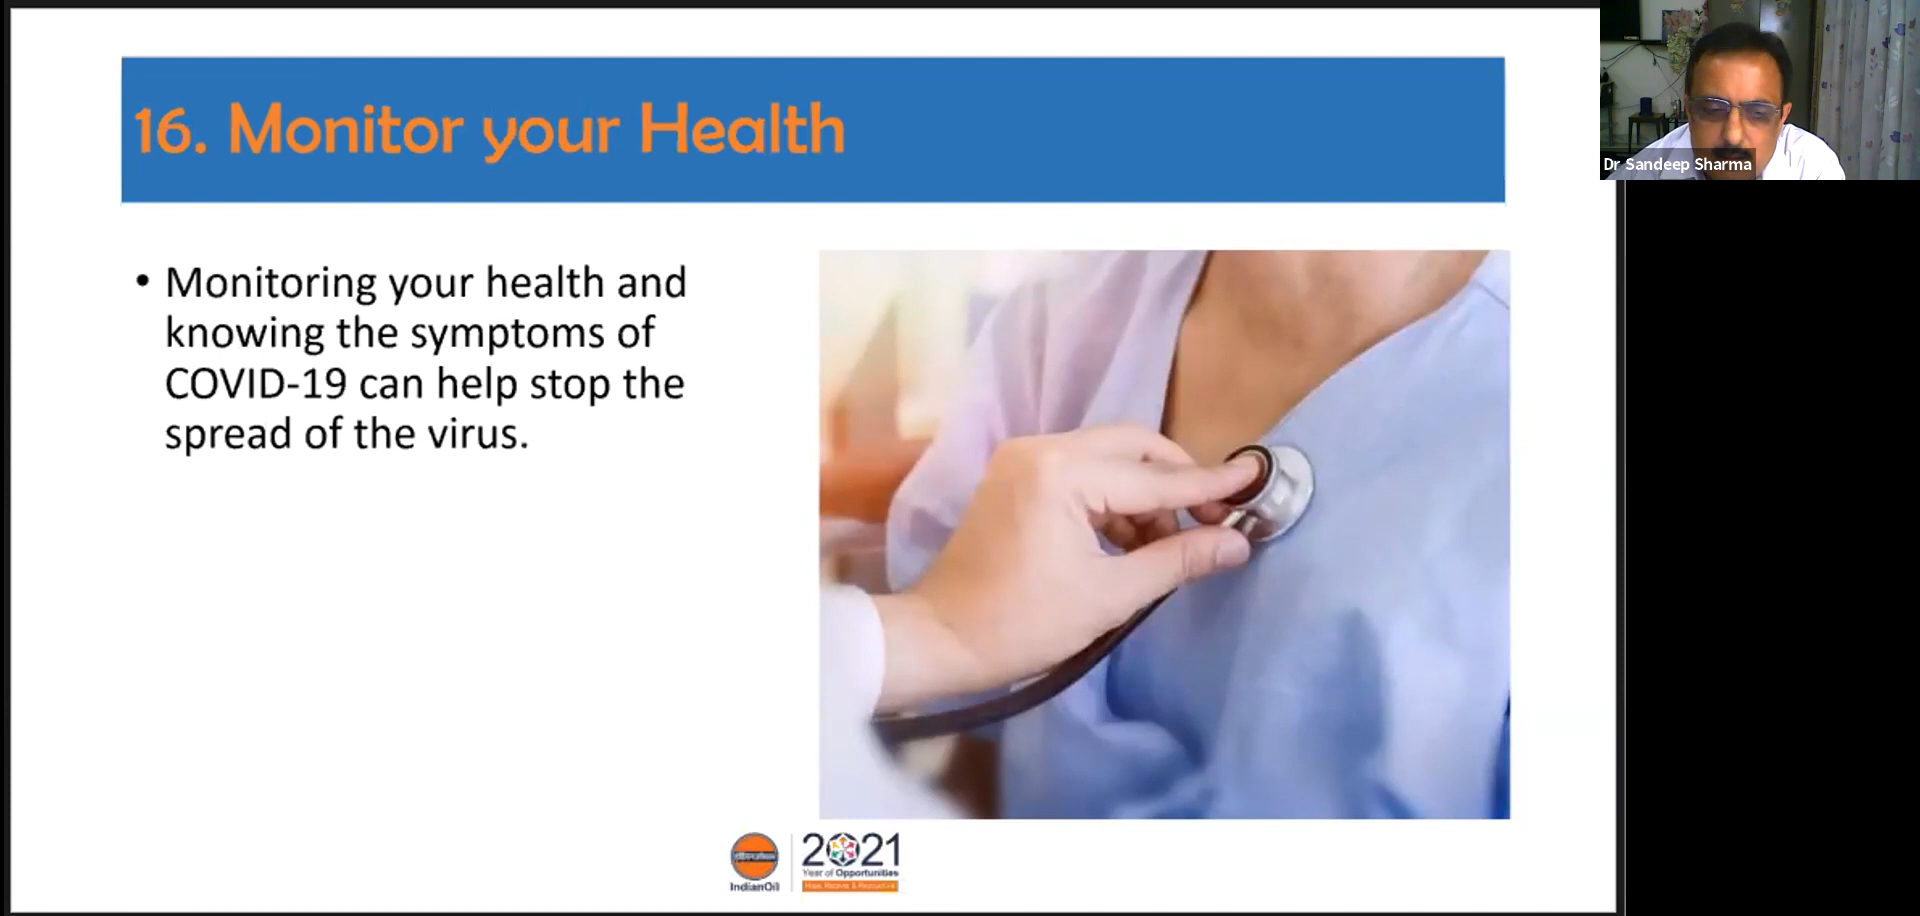 16. Monitor your Health
Dr Sandeep Sharma
• Monitoring your health and
knowing the symptoms of
COVID-19 can help stop the
spread of the virus.
IndianOil
2021
Year of Opportunities